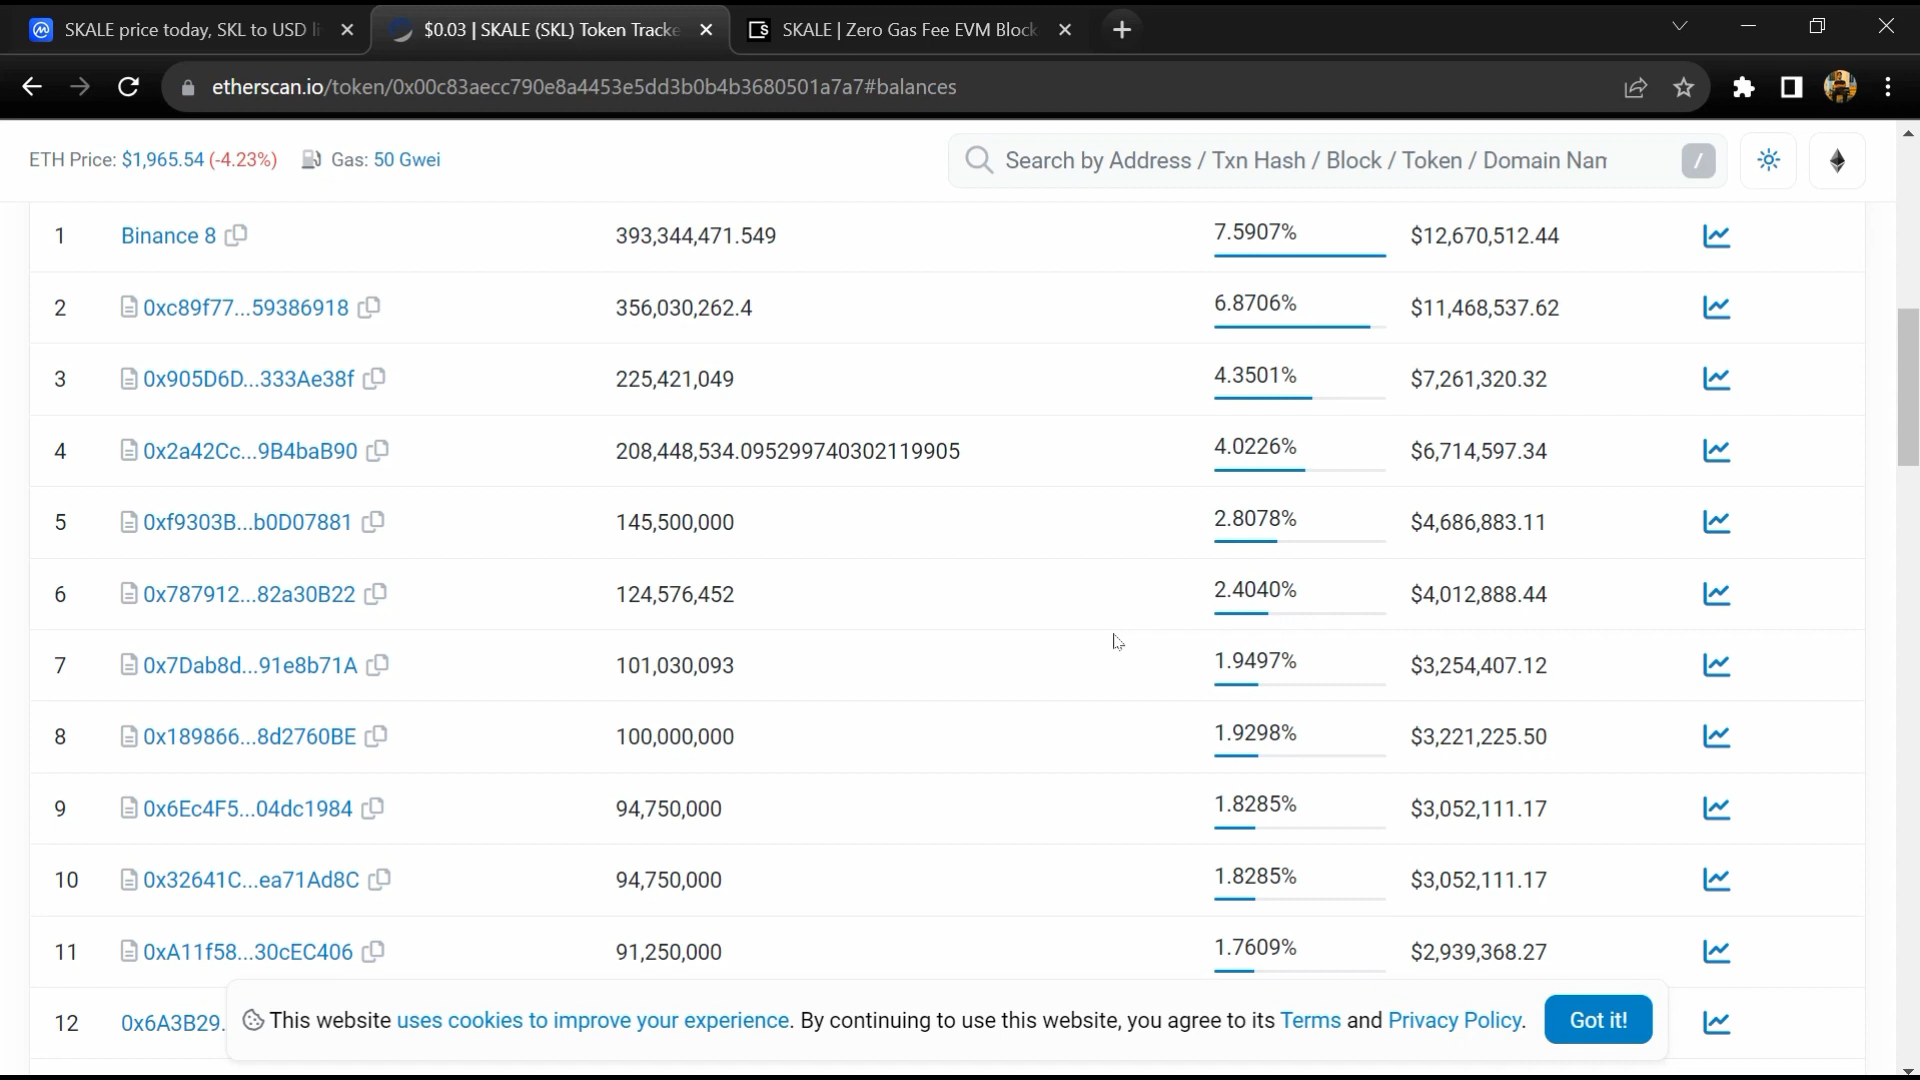 SKALE price today, SKL to USD li
$0.03 | SKALE (SKL) Token Tracke
SKALE | Zero Gas Fee EVM Block
etherscan.io/token/0x00c83aecc790e8a4453e5dd3b0b4b3680501a7a7#balances
ETH Price: $1,965.54 (-4.23%) Gas: 50 Gwei
Search by Address / Txn Hash / Block / Token / Domain Nam
/
1 Binance 8 393,344,471.549 7.5907% $12,670,512.44
2 0xc89f77...59386918 356,030,262.4 6.8706% $11,468,537.62
3 0x905D6D...333Ae38f 225,421,049 4.3501% $7,261,320.32
4 0x2a42Cc...9B4baB90 208,448,534.095299740302119905 4.0226% $6,714,597.34
5 0xf9303B...b0D07881 145,500,000 2.8078% $4,686,883.11
6 0x787912...82a30B22 124,576,452 2.4040% $4,012,888.44
7 0x7Dab8d...91e8b71A 101,030,093 1.9497% $3,254,407.12
8 0x189866...8d2760BE 100,000,000 1.9298% $3,221,225.50
9 0x6Ec4F5...04dc1984 94,750,000 1.8285% $3,052,111.17
10 0x32641C...ea71Ad8C 94,750,000 1.8285% $3,052,111.17
11 0xA11f58...30cEC406 91,250,000 1.7609% $2,939,368.27
12 0x6A3B29.
This website uses cookies to improve your experience. By continuing to use this website, you agree to its Terms and Privacy Policy.
Got it!